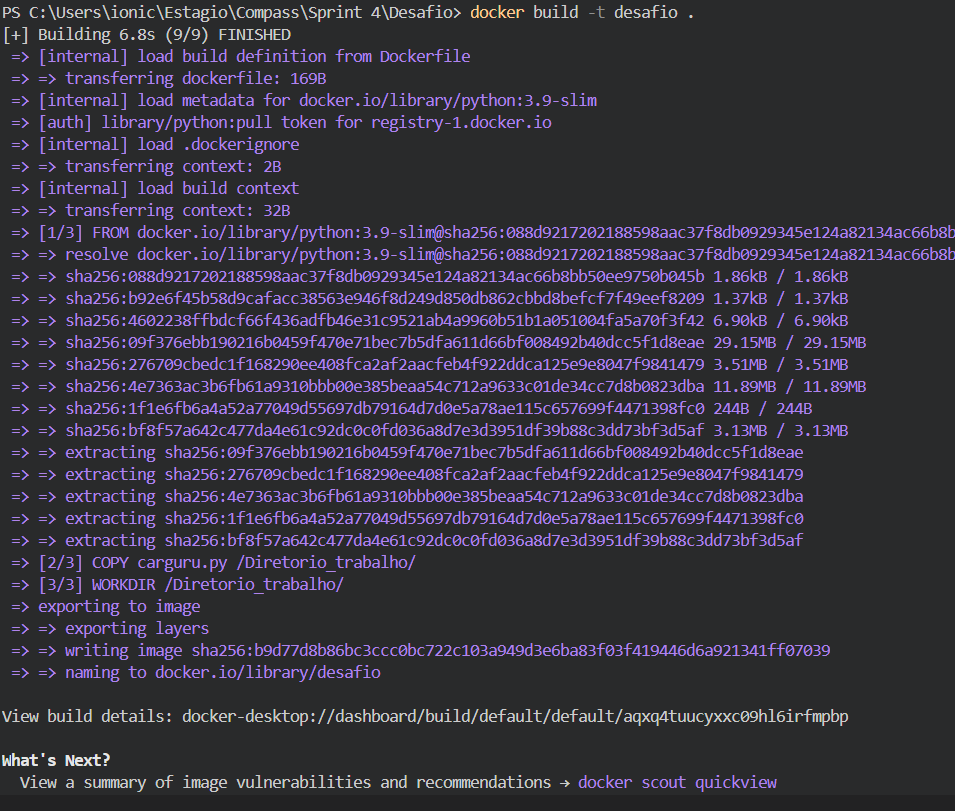 PS C:\Users\ionic\Estagio\Compass\Sprint 4\Desafio> docker build -t desafio .
[+] Building 6.8s (9/9) FINISHED
=> [internal] load build definition from Dockerfile
=> => transferring dockerfile: 169B
=> [internal] load metadata for docker.io/library/python:3.9-slim
=> [auth] library/python:pull token for registry-1.docker.io
=> [internal] load .dockerignore
=> => transferring context: 2B
=> [internal] load build context
=> => transferring context: 32B
=> [1/3] FROM docker.io/library/python:3.9-slim@sha256:088d9217202188598aac37f8db0929345e124a82134ac66b8b
=> => resolve docker.io/library/python:3.9-slim@sha256:088d9217202188598aac37f8db0929345e124a82134ac66b8b
=> => sha256:088d9217202188598aac37f8db0929345e124a82134ac66b8bb50ee9750b045b 1.86kB / 1.86kB
=> => sha256:b92e6f45b58d9cafacc38563e946f8d249d850db862cbbd8befcf7f49eef8209 1.37kB / 1.37kB
=> => sha256:4602238ffbdcf66f436adfb46e31c9521ab4a9960b51b1a051004fa5a70f3f42 6.90kB / 6.90kB
=> => sha256:09f376ebb190216b0459f470e71bec7b5dfa611d66bf008492b40dcc5f1d8eae 29.15MB / 29.15MB
=> => sha256:276709cbedc1f168290ee408fca2af2aacfeb4f922ddca125e9e8047f9841479 3.51MB / 3.51MB
=> => sha256:4e7363ac3b6fb61a9310bbb00e385beaa54c712a9633c01de34cc7d8b0823dba 11.89MB / 11.89MB
=> => sha256:1f1e6fb6a4a52a77049d55697db79164d7d0e5a78ae115c657699f4471398fc0 244B / 244B
=> => sha256:bf8f57a642c477da4e61c92dc0c0fd036a8d7e3d3951df39b88c3dd73bf3d5af 3.13MB / 3.13MB
=> => extracting sha256:09f376ebb190216b0459f470e71bec7b5dfa611d66bf008492b40dcc5f1d8eae
=> => extracting sha256:276709cbedc1f168290ee408fca2af2aacfeb4f922ddca125e9e8047f9841479
=> => extracting sha256:4e7363ac3b6fb61a9310bbb00e385beaa54c712a9633c01de34cc7d8b0823dba
=> => extracting sha256:1f1e6fb6a4a52a77049d55697db79164d7d0e5a78ae115c657699f4471398fc0
=> => extracting sha256:bf8f57a642c477da4e61c92dc0c0fd036a8d7e3d3951df39b88c3dd73bf3d5af
=> [2/3] COPY carguru.py /Diretorio_trabalho/
=> [3/3] WORKDIR /Diretorio_trabalho/
=> exporting to image
=> => exporting layers
=> => writing image sha256:b9d77d8b86bc3ccc0bc722c103a949d3e6ba83f03f419446d6a921341ff07039
=> => naming to docker.io/library/desafio
View build details: docker-desktop://dashboard/build/default/default/aqxq4tuucyxxc09hl6irfmpbp
What's Next?
View a summary of image vulnerabilities and recommendations → docker scout quickview